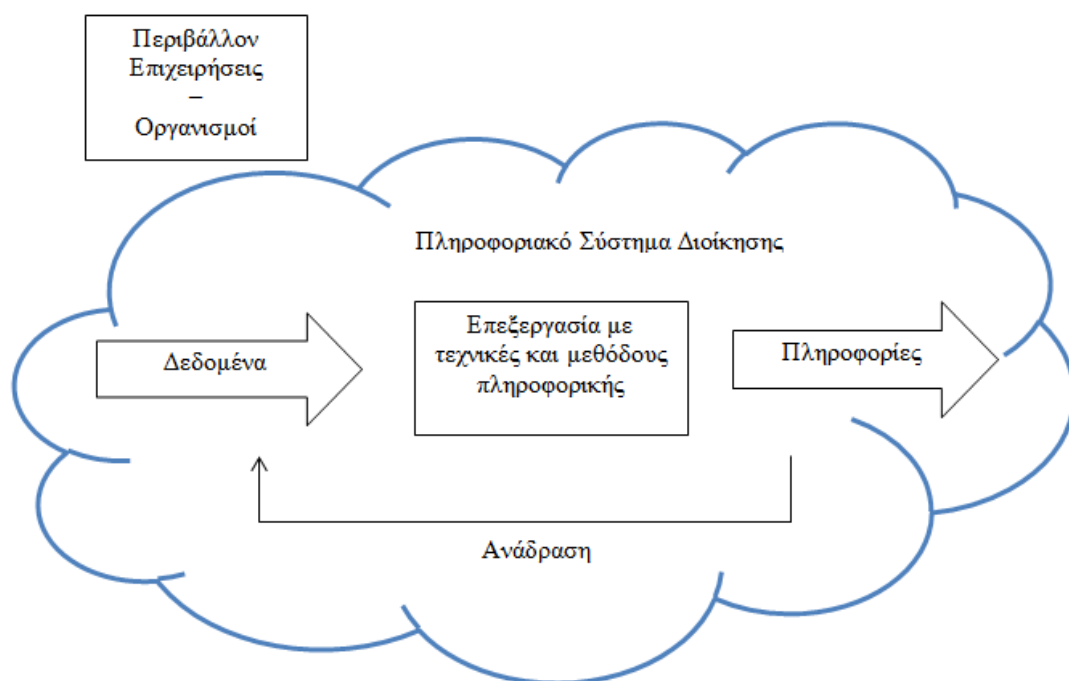 Περιβάλλον
Επιχειρήσεις
–
Οργανισμοί
Πληροφοριακό Σύστημα Διοίκησης
Δεδομένα
Επεξεργασία με
τεχνικές και μεθόδους
πληροφορικής
Πληροφορίες
Ανάδραση